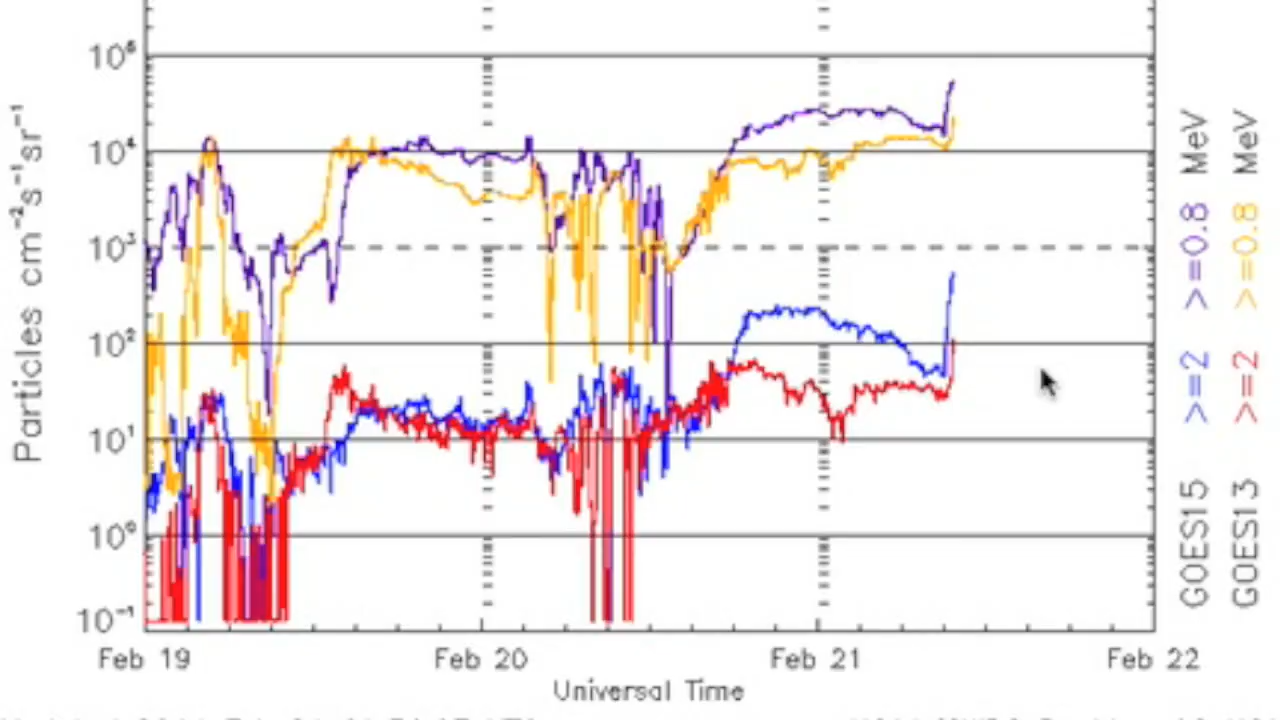 Particles cm⁻²s⁻¹sr⁻¹
10⁵
10⁴
10³
10²
10¹
10⁰
10⁻¹
Feb 19 Feb 20 Feb 21 Feb 22
Universal Time
GOES15 >=2 >=0.8 MeV
GOES13 >=2 >=0.8 MeV